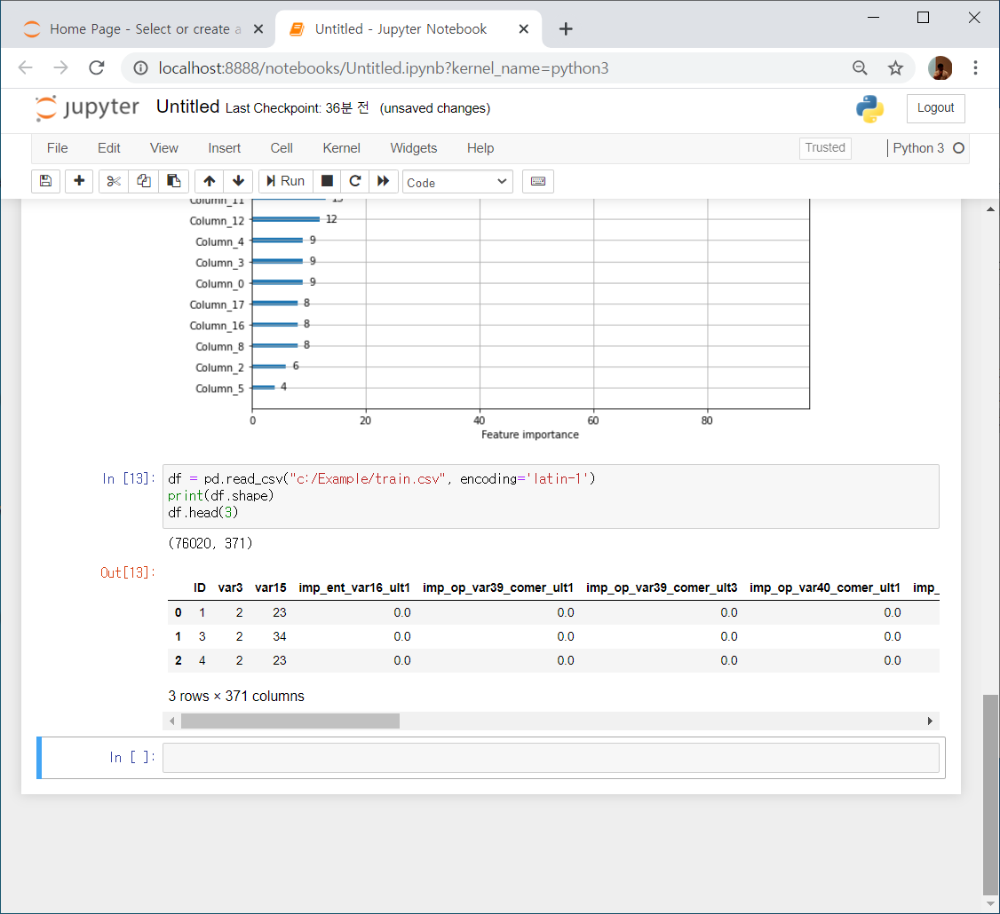 Home Page - Select or create a
Untitled - Jupyter Notebook
localhost:8888/notebooks/Untitled.ipynb?kernel_name=python3
jupyter Untitled Last Checkpoint: 36분 전 (unsaved changes)
Logout
File Edit View Insert Cell Kernel Widgets Help
Trusted
Python 3
Run
Code
Column_11 13
Column_12 12
Column_4 9
Column_3 9
Column_0 9
Column_17 8
Column_16 8
Column_8 8
Column_2 6
Column_5 4
0 20 40 60 80
Feature importance
In [13]: df = pd.read_csv("c:/Example/train.csv", encoding='latin-1')
print(df.shape)
df.head(3)
(76020, 371)
Out[13]:
ID var3 var15 imp_ent_var16_ult1 imp_op_var39_comer_ult1 imp_op_var39_comer_ult3 imp_op_var40_comer_ult1 imp_
0 1 2 23 0.0 0.0 0.0 0.0
1 3 2 34 0.0 0.0 0.0 0.0
2 4 2 23 0.0 0.0 0.0 0.0
3 rows × 371 columns
In [ ]: